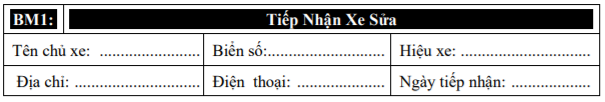 BM1: Tiếp Nhận Xe Sửa
Tên chủ xe: ........................ Biển số:............................ Hiệu xe: ...............................
Địa chỉ: .............................. Điện thoại: ..................... Ngày tiếp nhận: ...................